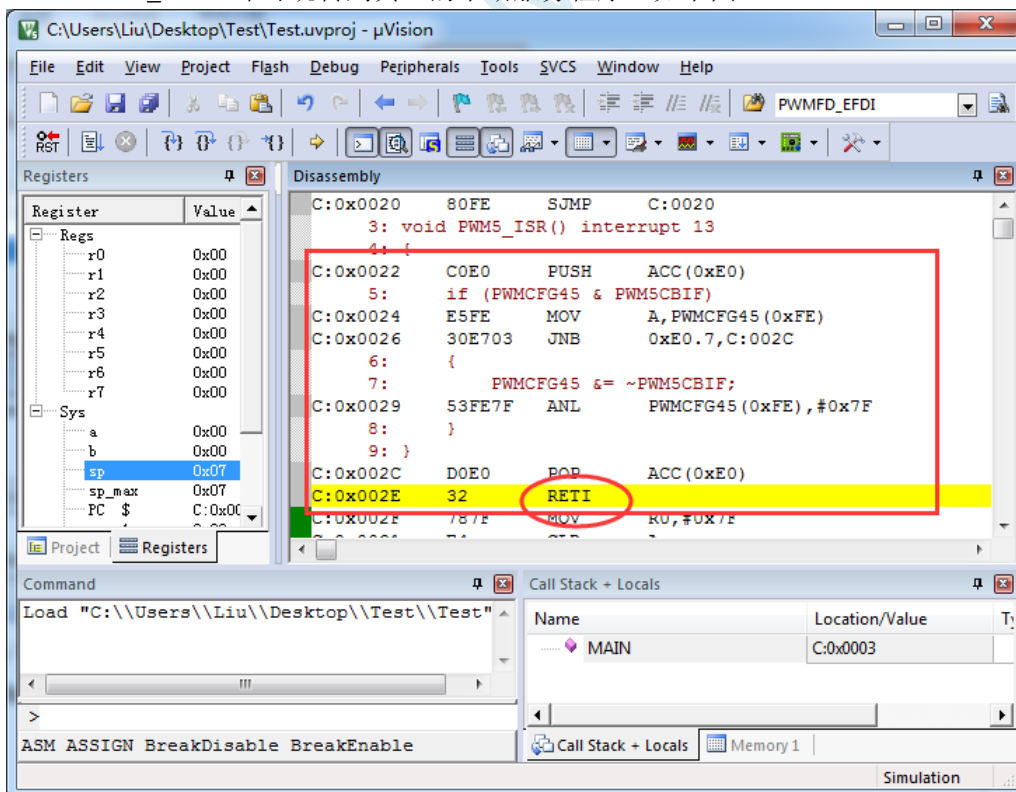 C:\Users\Liu\Desktop\Test\Test.uvproj - µVision
File Edit View Project Flash Debug Peripherals Tools SVCS Window Help
PWMFD_EFDI
RST
Registers
Disassembly
Register Value
Regs
r0 0x00
r1 0x00
r2 0x00
r3 0x00
r4 0x00
r5 0x00
r6 0x00
r7 0x00
Sys
a 0x00
b 0x00
sp 0x07
sp_max 0x07
PC $ C:0x00
Project Registers
C:0x0020 80FE SJMP C:0020
3: void PWM5_ISR() interrupt 13
4: {
C:0x0022 C0E0 PUSH ACC(0xE0)
5: if (PWMCFG45 & PWM5CBIF)
C:0x0024 E5FE MOV A,PWMCFG45(0xFE)
C:0x0026 30E703 JNB 0xE0.7,C:002C
6: {
7: PWMCFG45 &= ~PWM5CBIF;
C:0x0029 53FE7F ANL PWMCFG45(0xFE),#0x7F
8: }
9: }
C:0x002C D0E0 POP ACC(0xE0)
C:0x002E 32 RETI
C:0x002F 787F MOV R0,#0x7F
Command
Load "C:\\Users\\Liu\\Desktop\\Test\\Test"
>
ASM ASSIGN BreakDisable BreakEnable
Call Stack + Locals
Name Location/Value Ty
MAIN C:0x0003
Call Stack + Locals Memory 1
Simulation